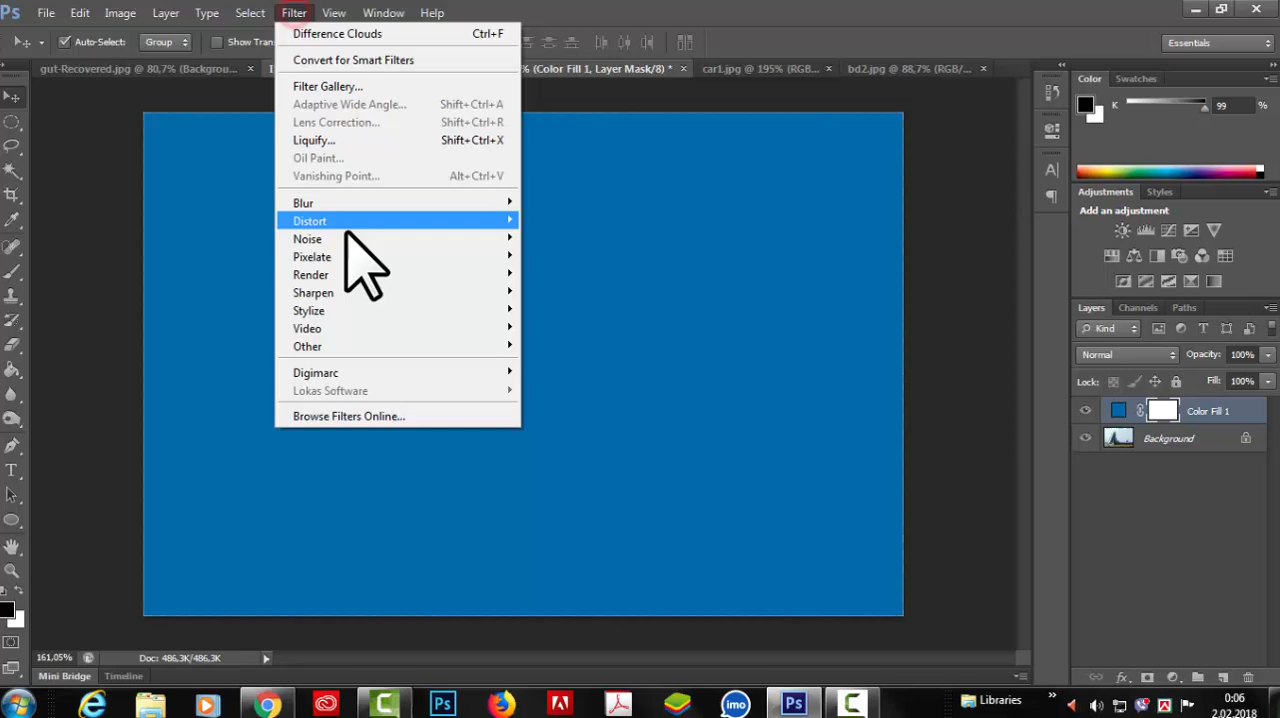 Ps File Edit Image Layer Type Select Filter View Window Help
Auto-Select: Group Show Tran Essentials
gut-Recovered.jpg @ 80,7% (Backgrou... × % (Color Fill 1, Layer Mask/8) * × car1.jpg @ 195% (RGB... × bd2.jpg @ 88,7% (RGB/... ×
Difference Clouds Ctrl+F
Convert for Smart Filters
Filter Gallery...
Adaptive Wide Angle... Shift+Ctrl+A
Lens Correction... Shift+Ctrl+R
Liquify... Shift+Ctrl+X
Oil Paint...
Vanishing Point... Alt+Ctrl+V
Blur
Distort
Noise
Pixelate
Render
Sharpen
Stylize
Video
Other
Digimarc
Lokas Software
Browse Filters Online...
Color Swatches
K 99 %
Adjustments Styles
Add an adjustment
Layers Channels Paths
Kind
Normal Opacity: 100%
Lock: Fill: 100%
Color Fill 1
Background
161,05% Doc: 486,3K/486,3K
Mini Bridge Timeline
Libraries
0:06
2.02.2018